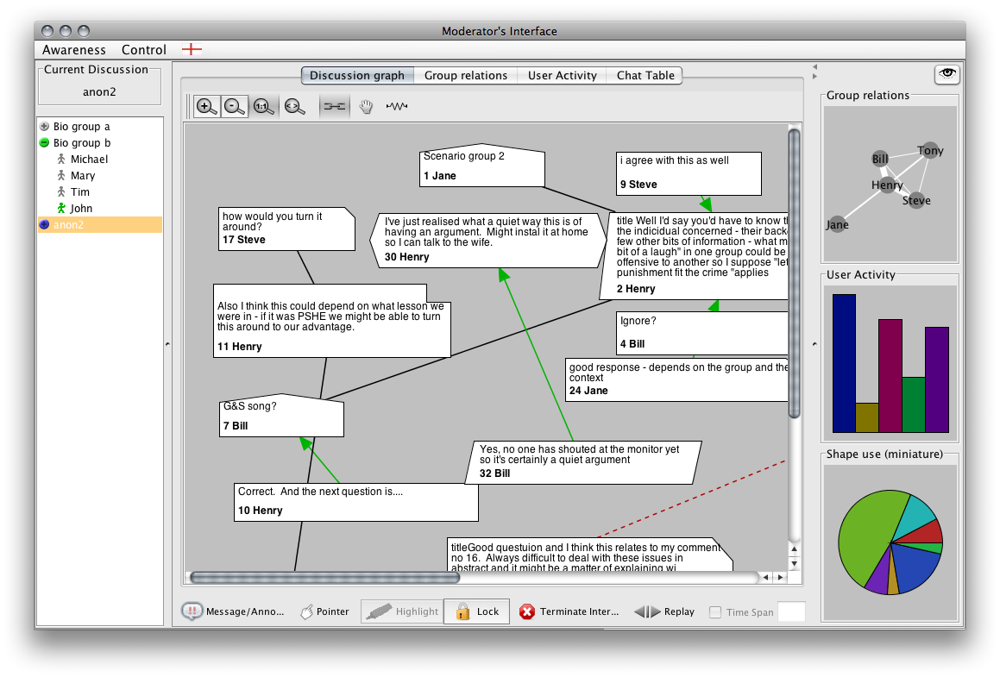 Moderator's Interface
Awareness Control
Current Discussion
anon2
Bio group a
Bio group b
Michael
Mary
Tim
John
anon2
Discussion graph
Group relations
User Activity
Chat Table
1:1
Scenario group 2
1 Jane
i agree with this as well
9 Steve
how would you turn it
around?
17 Steve
I've just realised what a quiet way this is of
having an argument. Might instal it at home
so I can talk to the wife.
30 Henry
title Well I'd say you'd have to know t
the indicidual concerned - their back
few other bits of information - what m
bit of a laugh" in one group could be
offensive to another so I suppose "let
punishment fit the crime "applies
2 Henry
Also I think this could depend on what lesson we
were in - if it was PSHE we might be able to turn
this around to our advantage.
11 Henry
Ignore?
4 Bill
good response - depends on the group and the
context
24 Jane
G&S song?
7 Bill
Yes, no one has shouted at the monitor yet
so it's certainly a quiet argument
32 Bill
Correct. And the next question is....
10 Henry
titleGood questuion and I think this relates to my comment
no 16. Always difficult to deal with these issues in
abstract and it might be a matter of explaining wi
Message/Anno...
Pointer
Highlight
Lock
Terminate Inter...
Replay
Time Span
Group relations
Tony
Bill
Henry
Steve
Jane
User Activity
Shape use (miniature)